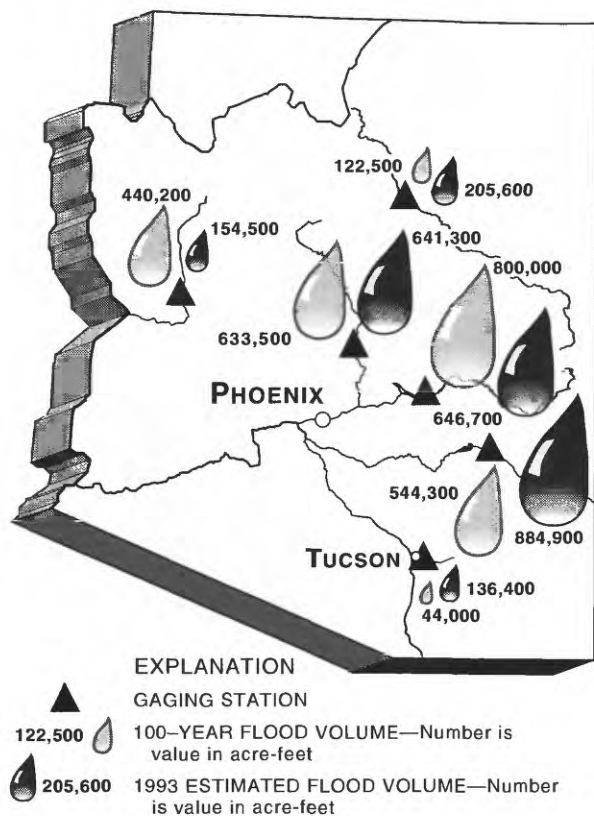 122,500
205,600
440,200
154,500
641,300
800,000
633,500
PHOENIX
646,700
544,300
884,900
TUCSON
136,400
44,000
EXPLANATION
GAGING STATION
122,500 100–YEAR FLOOD VOLUME—Number is
value in acre-feet
205,600 1993 ESTIMATED FLOOD VOLUME—Number
is value in acre-feet